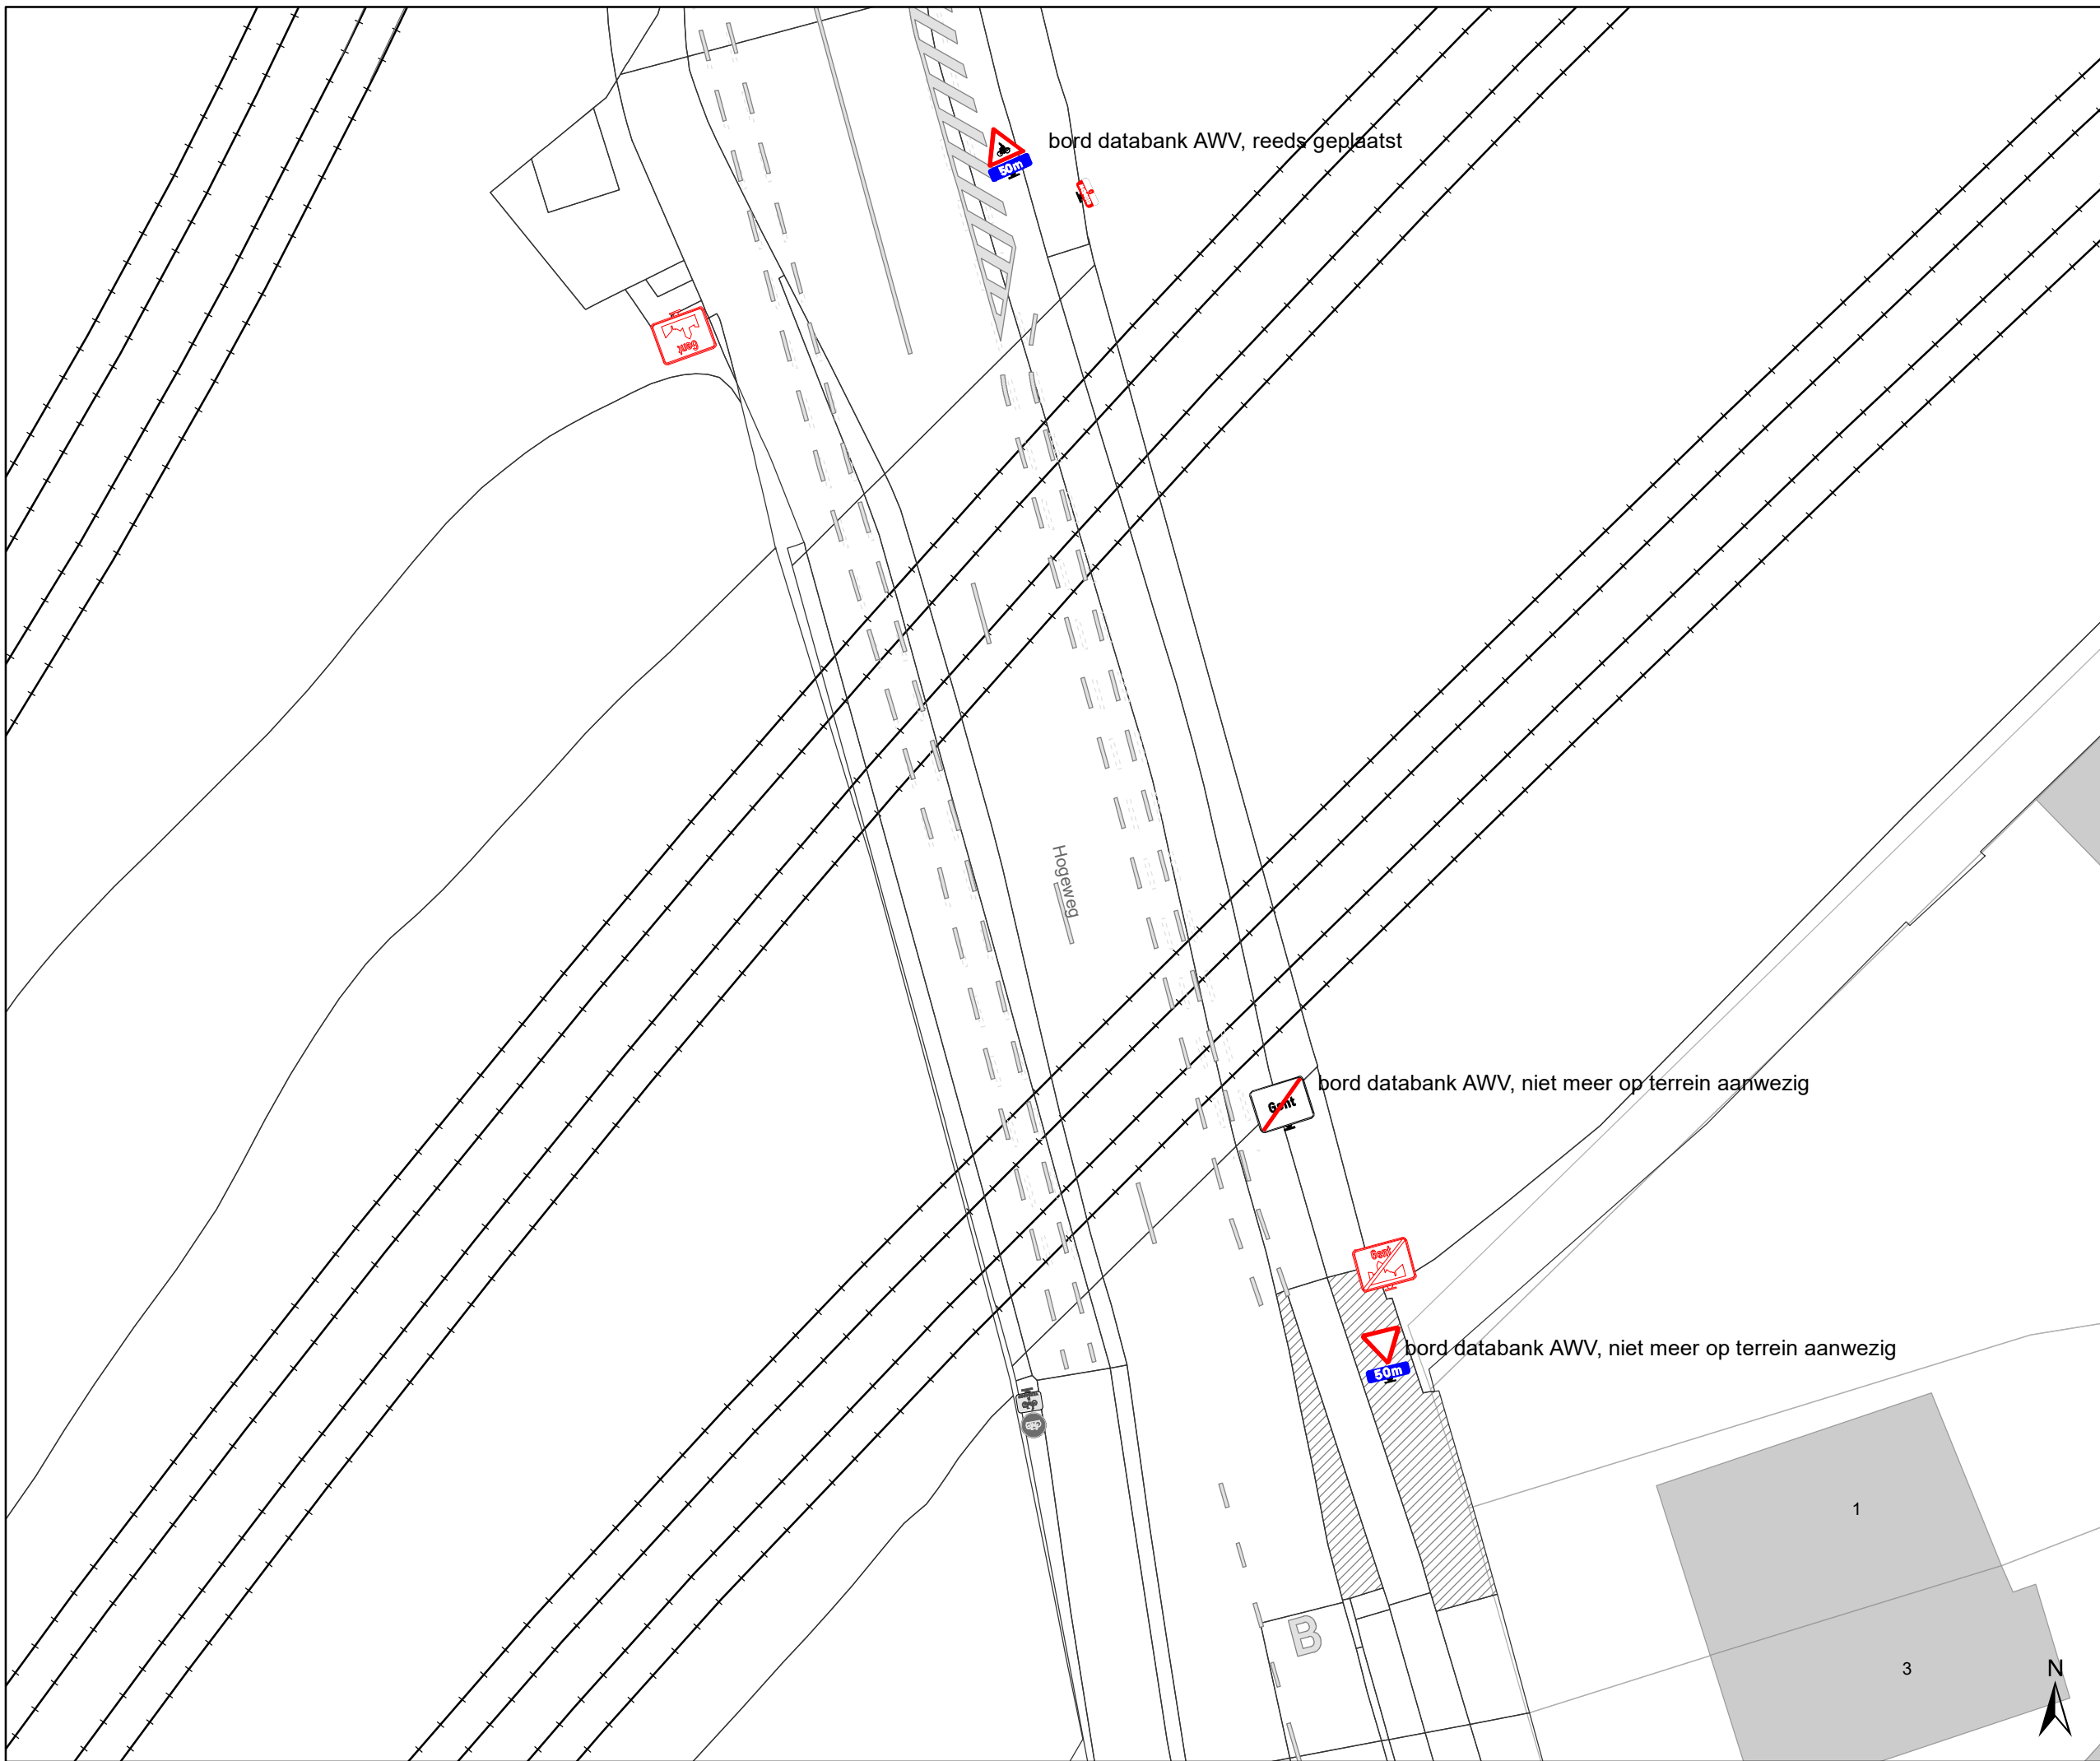 bord databank AWV, reeds geplaatst
50m
Gent
Hogeweg
bord databank AWV, niet meer op terrein aanwezig
Gent
Gent
bord databank AWV, niet meer op terrein aanwezig
50m
1
B
3
N